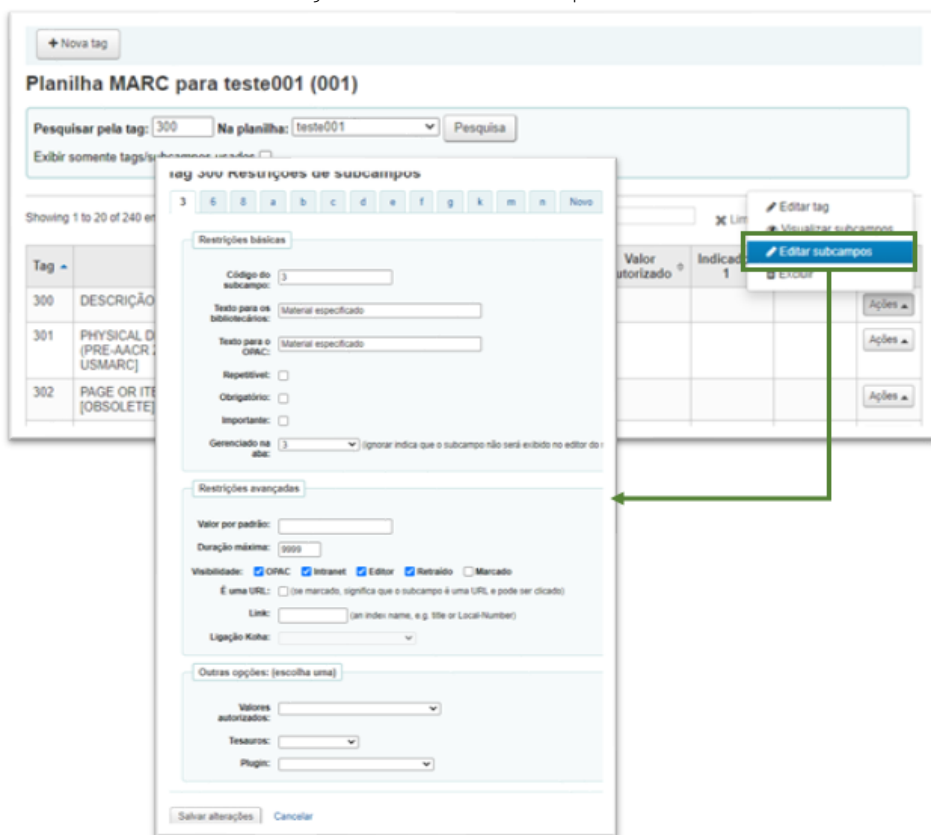 + Nova tag
Planilha MARC para teste001 (001)
Pesquisar pela tag: 300 Na planilha: teste001 Pesquisa
Exibir somente tags/subcampos usados
Showing 1 to 20 of 240 en
Lim
Editar tag
Visualizar subcampos
Editar subcampos
Excluir
Tag
Valor
utorizado
Indicad
1
300 DESCRIÇÃO Ações
301 PHYSICAL D
(PRE-AACR 2
USMARC]
Ações
302 PAGE OR ITE
[OBSOLETE]
Ações
Tag 300 Restrições de subcampos
3 6 8 a b c d e f g k m n Novo
Restrições básicas
Código do
subcampo: 3
Texto para os
bibliotecários: Material especificado
Texto para o
OPAC: Material especificado
Repetitível:
Obrigatório:
Importante:
Gerenciado na
aba: 3 (ignorar indica que o subcampo não será exibido no editor do r
Restrições avançadas
Valor por padrão:
Duração máxima: 9999
Visibilidade: OPAC Intranet Editor Retraído Marcado
É uma URL: (se marcado, significa que o subcampo é uma URL e pode ser clicado)
Link: (an index name, e.g. title or Local-Number)
Ligação Koha:
Outras opções: (escolha uma)
Valores
autorizados:
Tesauros:
Plugin:
Salvar alterações Cancelar